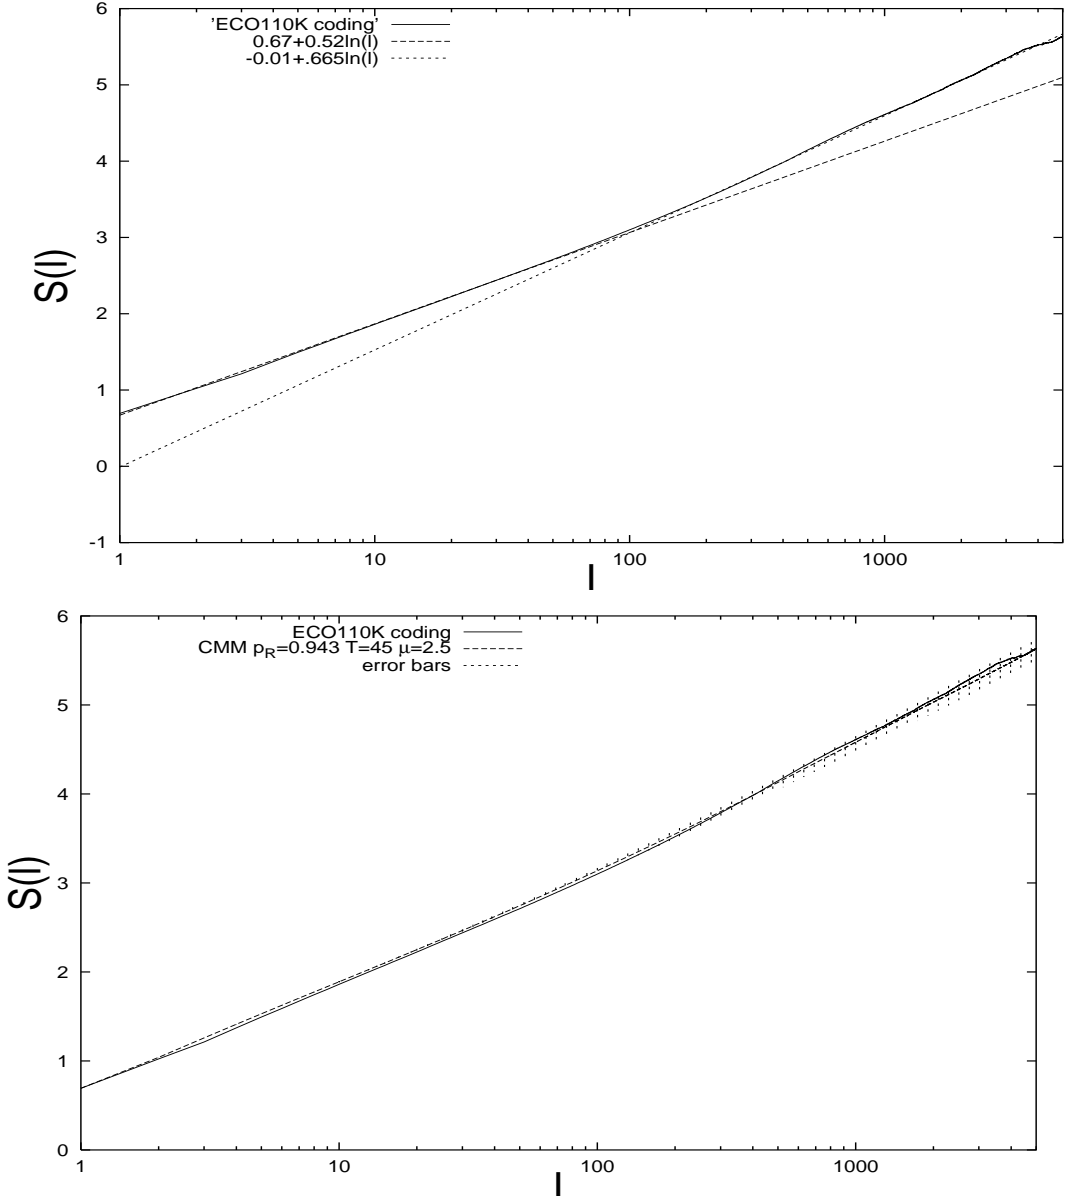 6
5
4
3
2
1
0
-1
S(l)
'ECO110K coding'
0.67+0.52ln(l)
-0.01+.665ln(l)
1 10 100 1000
l
6
5
4
3
2
1
0
S(l)
ECO110K coding
CMM pR=0.943 T=45 μ=2.5
error bars
1 10 100 1000
l